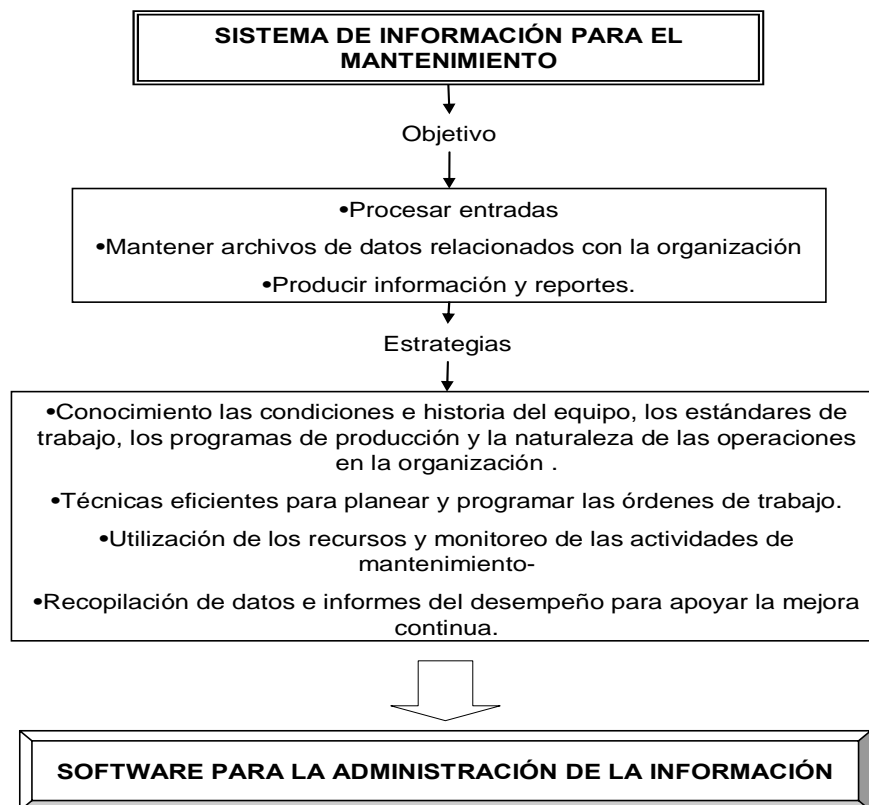 SISTEMA DE INFORMACIÓN PARA EL
MANTENIMIENTO
Objetivo
•Procesar entradas
•Mantener archivos de datos relacionados con la organización
•Producir información y reportes.
Estrategias
•Conocimiento las condiciones e historia del equipo, los estándares de
trabajo, los programas de producción y la naturaleza de las operaciones
en la organización .
•Técnicas eficientes para planear y programar las órdenes de trabajo.
•Utilización de los recursos y monitoreo de las actividades de
mantenimiento-
•Recopilación de datos e informes del desempeño para apoyar la mejora
continua.
SOFTWARE PARA LA ADMINISTRACIÓN DE LA INFORMACIÓN